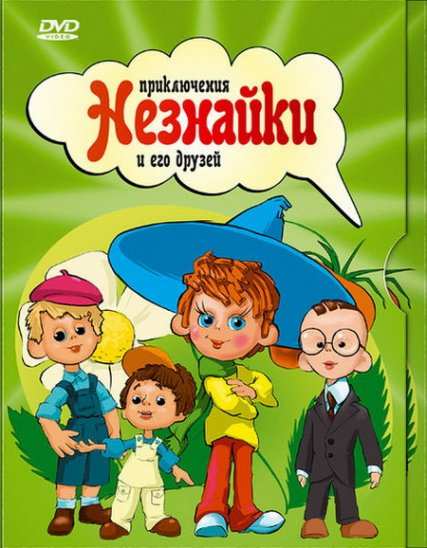 DVD
VIDEO
приключения
Незнайки
и его друзей